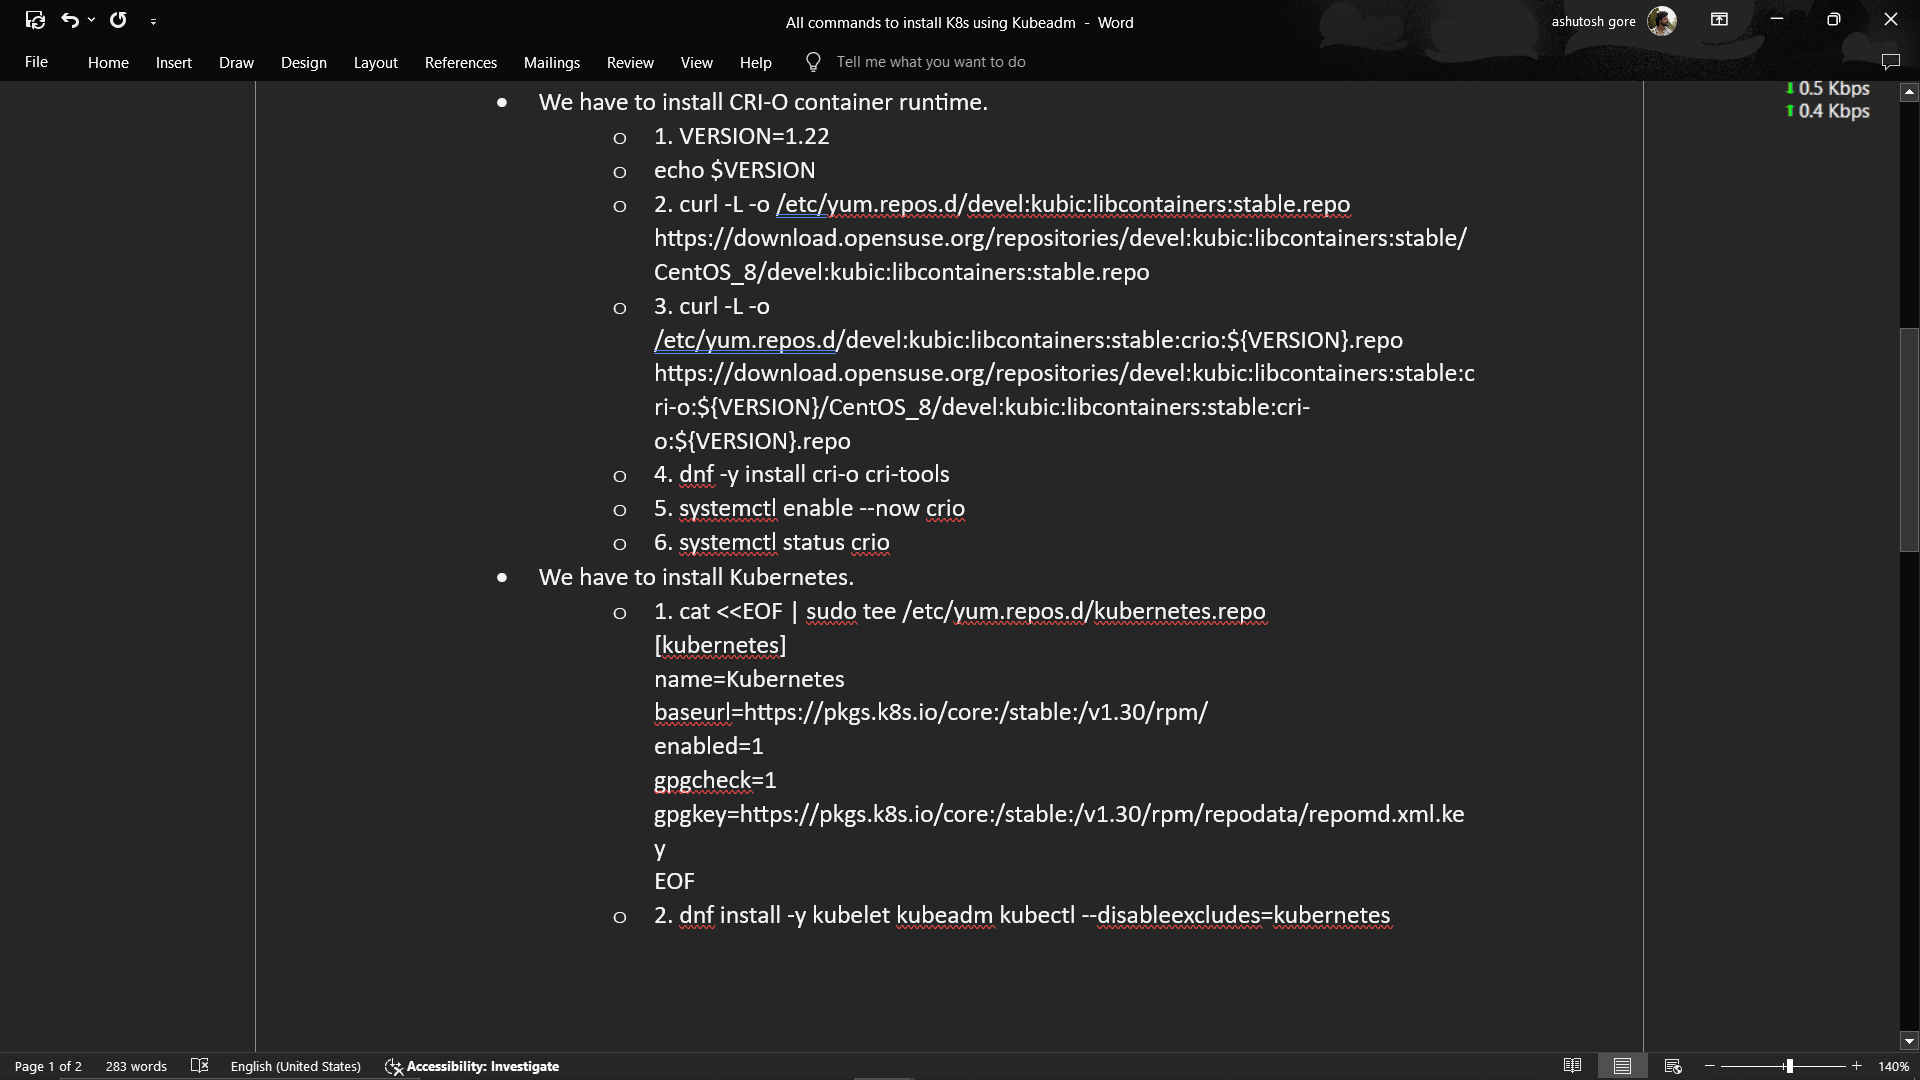 All commands to install K8s using Kubeadm - Word
ashutosh gore
File Home Insert Draw Design Layout References Mailings Review View Help Tell me what you want to do
0.5 Kbps
0.4 Kbps
• We have to install CRI-O container runtime.
o 1. VERSION=1.22
o echo $VERSION
o 2. curl -L -o /etc/yum.repos.d/devel:kubic:libcontainers:stable.repo
https://download.opensuse.org/repositories/devel:kubic:libcontainers:stable/
CentOS_8/devel:kubic:libcontainers:stable.repo
o 3. curl -L -o
/etc/yum.repos.d/devel:kubic:libcontainers:stable:crio:${VERSION}.repo
https://download.opensuse.org/repositories/devel:kubic:libcontainers:stable:c
ri-o:${VERSION}/CentOS_8/devel:kubic:libcontainers:stable:cri-
o:${VERSION}.repo
o 4. dnf -y install cri-o cri-tools
o 5. systemctl enable --now crio
o 6. systemctl status crio
• We have to install Kubernetes.
o 1. cat <<EOF | sudo tee /etc/yum.repos.d/kubernetes.repo
[kubernetes]
name=Kubernetes
baseurl=https://pkgs.k8s.io/core:/stable:/v1.30/rpm/
enabled=1
gpgcheck=1
gpgkey=https://pkgs.k8s.io/core:/stable:/v1.30/rpm/repodata/repomd.xml.ke
y
EOF
o 2. dnf install -y kubelet kubeadm kubectl --disableexcludes=kubernetes
Page 1 of 2 283 words English (United States) Accessibility: Investigate 140%